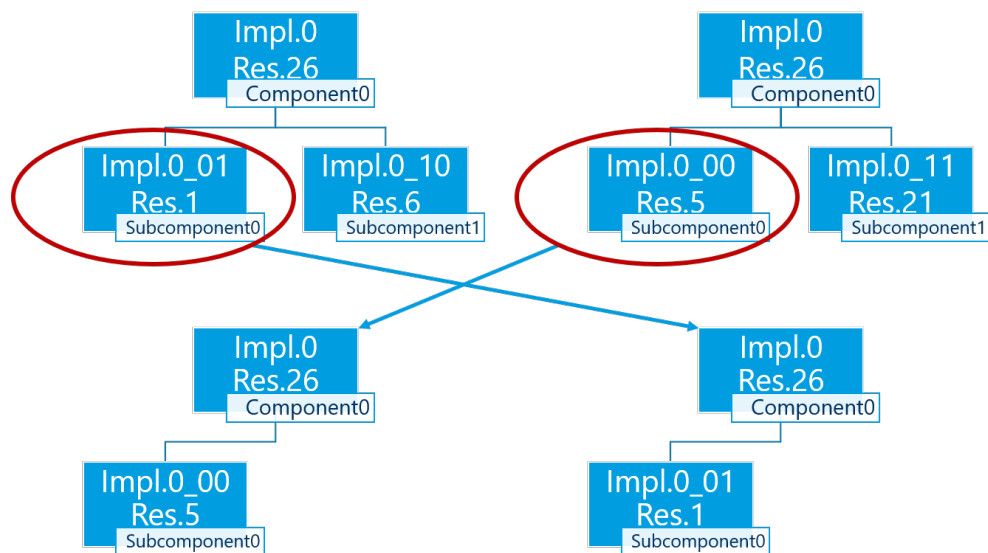 Impl.0
Res.26
Component0
Impl.0
Res.26
Component0
Impl.0_01
Res.1
Subcomponent0
Impl.0_10
Res.6
Subcomponent1
Impl.0_00
Res.5
Subcomponent0
Impl.0_11
Res.21
Subcomponent1
Impl.0
Res.26
Component0
Impl.0
Res.26
Component0
Impl.0_00
Res.5
Subcomponent0
Impl.0_01
Res.1
Subcomponent0